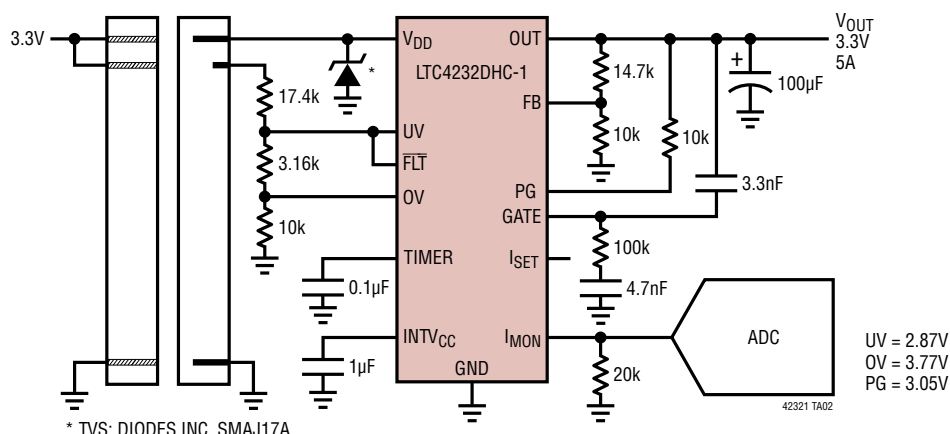 3.3V
V_DD
OUT
V_OUT
3.3V
5A
LTC4232DHC-1
*
14.7k
+
100µF
17.4k
FB
UV
10k
10k
FLT
3.16k
OV
PG
3.3nF
GATE
10k
100k
TIMER
I_SET
0.1µF
4.7nF
INTV_CC
I_MON
ADC
UV = 2.87V
OV = 3.77V
PG = 3.05V
1µF
GND
20k
42321 TA02
* TVS: DIODES INC. SMAJ17A